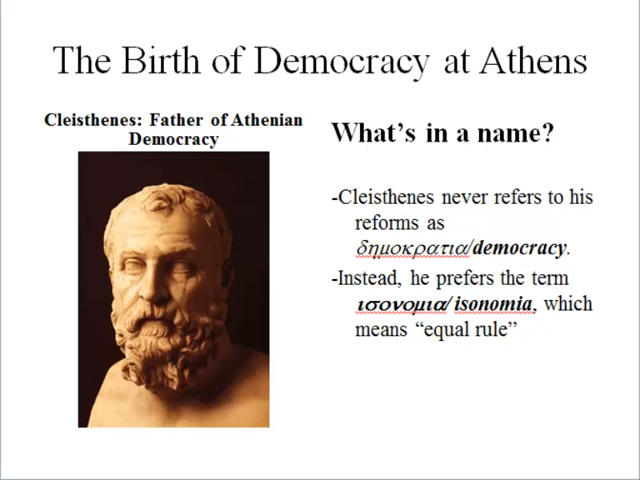 The Birth of Democracy at Athens
Cleisthenes: Father of Athenian
Democracy
What's in a name?
-Cleisthenes never refers to his
reforms as
δημοκρατια/democracy.
-Instead, he prefers the term
ισονομια/ isonomia, which
means “equal rule”